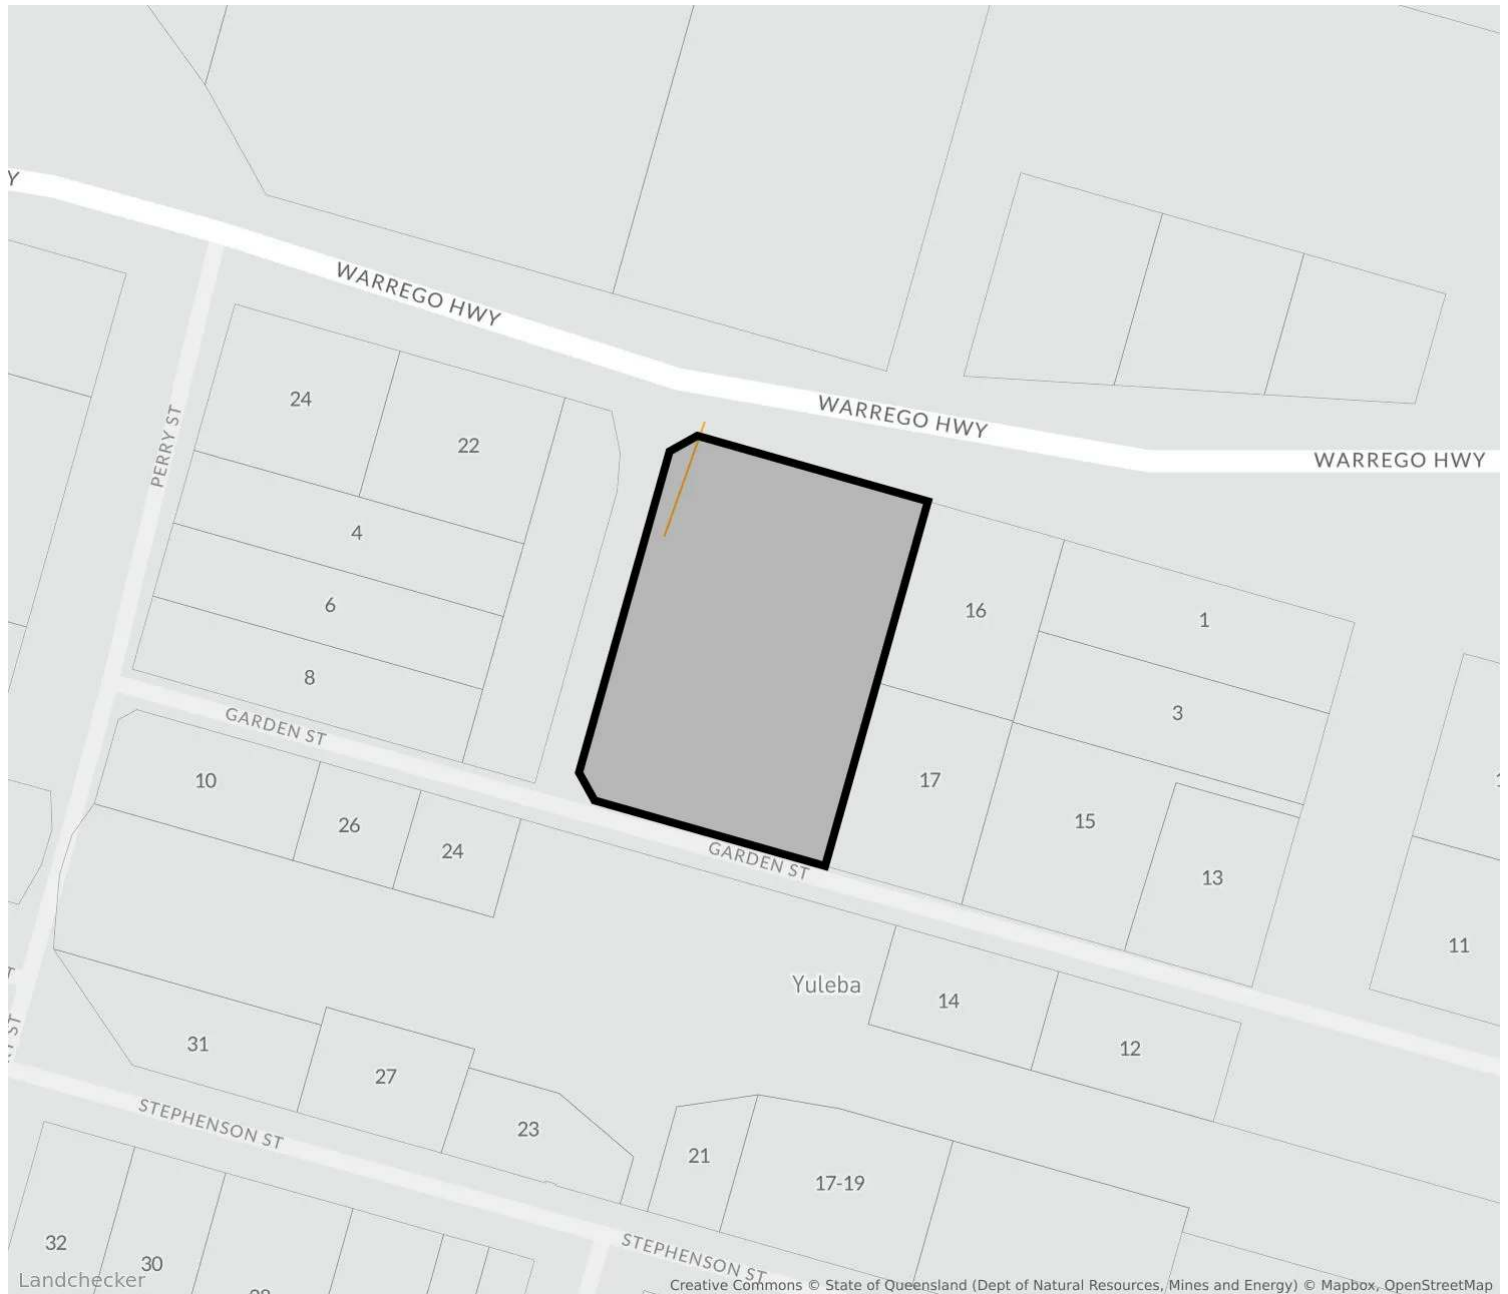 Y
WARREGO HWY
WARREGO HWY
WARREGO HWY
PERRY ST
24
22
4
6
8
16
1
3
GARDEN ST
10
26
24
17
15
13
GARDEN ST
11
Yuleba
14
12
31
27
23
21
17-19
STEPHENSON ST
STEPHENSON ST
32
30
Landchecker
Creative Commons © State of Queensland (Dept of Natural Resources, Mines and Energy) © Mapbox, OpenStreetMap